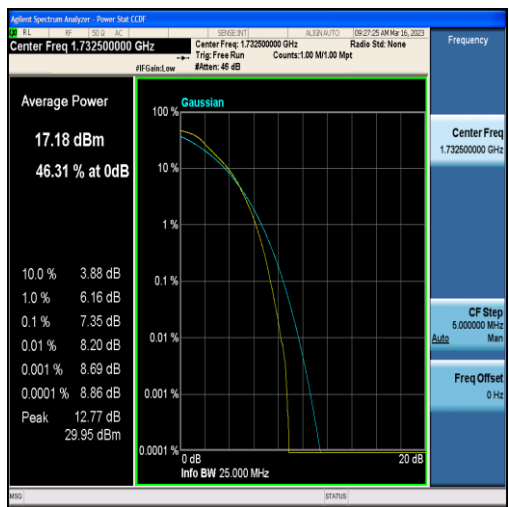 Agilent Spectrum Analyzer - Power Stat CCDF
RL RF 50 Ω AC SENSE:INT ALIGN AUTO 09:27:25 AM Mar 16, 2023
Center Freq 1.732500000 GHz
Center Freq: 1.732500000 GHz Radio Std: None
Trig: Free Run Counts:1.00 M/1.00 Mpt
#IFGain:Low #Atten: 46 dB
Frequency
Average Power
17.18 dBm
46.31 % at 0dB
10.0 % 3.88 dB
1.0 % 6.16 dB
0.1 % 7.35 dB
0.01 % 8.20 dB
0.001 % 8.69 dB
0.0001 % 8.86 dB
Peak 12.77 dB
29.95 dBm
Gaussian
100 %
10 %
1 %
0.1 %
0.01 %
0.001 %
0.0001 %
0 dB 20 dB
Info BW 25.000 MHz
Center Freq
1.732500000 GHz
CF Step
5.000000 MHz
Auto Man
Freq Offset
0 Hz
MSG STATUS